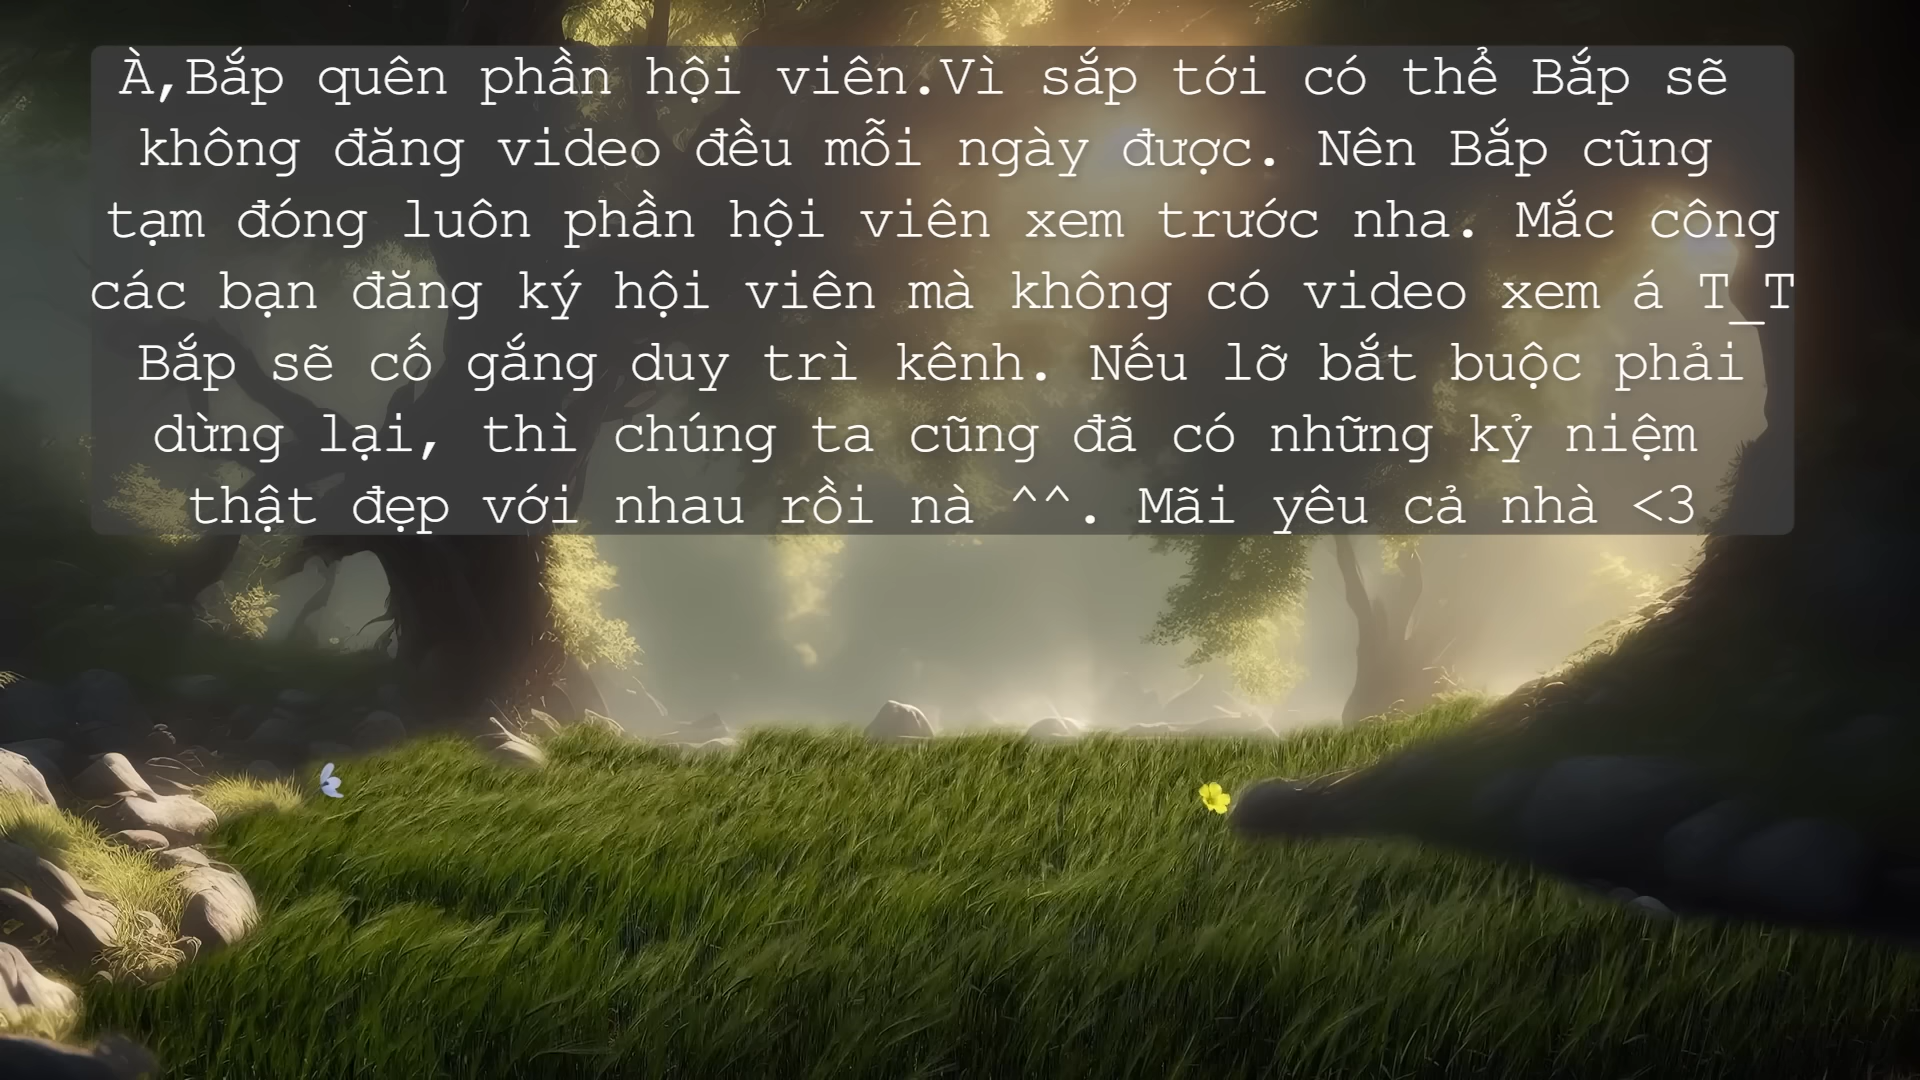 À,Bắp quên phần hội viên.Vì sắp tới có thể Bắp sẽ
không đăng video đều mỗi ngày được. Nên Bắp cũng
tạm đóng luôn phần hội viên xem trước nha. Mắc công
các bạn đăng ký hội viên mà không có video xem á T_T
Bắp sẽ cố gắng duy trì kênh. Nếu lỡ bắt buộc phải
dừng lại, thì chúng ta cũng đã có những kỷ niệm
thật đẹp với nhau rồi nà ^^. Mãi yêu cả nhà <3